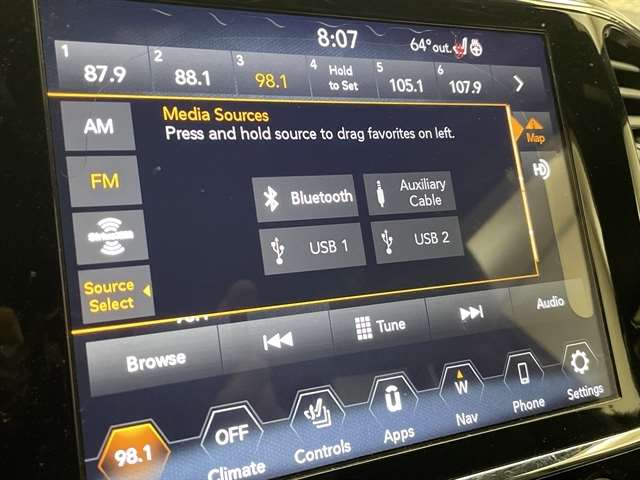 8:07
64° out.
1 87.9
2 88.1
3 98.1
4 Hold to Set
5 105.1
6 107.9
AM
FM
Source
Select
Media Sources
Press and hold source to drag favorites on left.
Bluetooth
Auxiliary
Cable
USB 1
USB 2
Map
HD
Browse
Tune
Audio
98.1
OFF
Climate
Controls
Apps
W
Nav
Phone
Settings